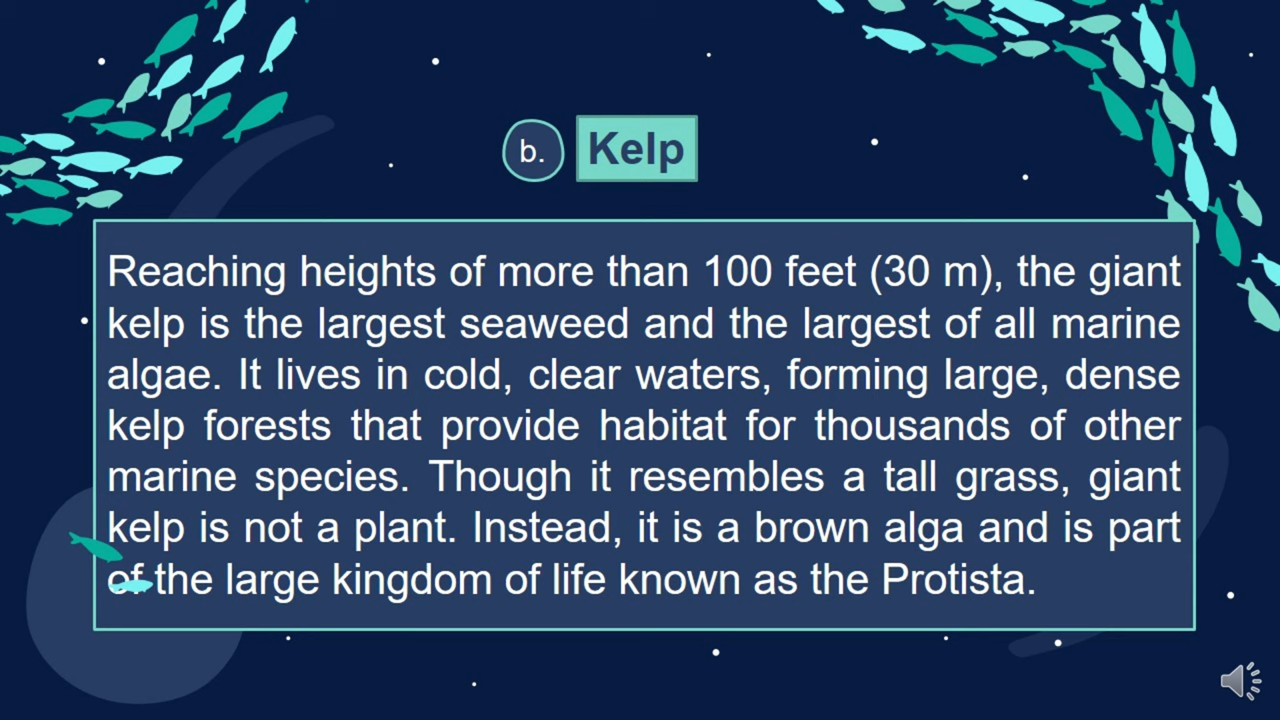 b. Kelp
Reaching heights of more than 100 feet (30 m), the giant
kelp is the largest seaweed and the largest of all marine
algae. It lives in cold, clear waters, forming large, dense
kelp forests that provide habitat for thousands of other
marine species. Though it resembles a tall grass, giant
kelp is not a plant. Instead, it is a brown alga and is part
of the large kingdom of life known as the Protista.